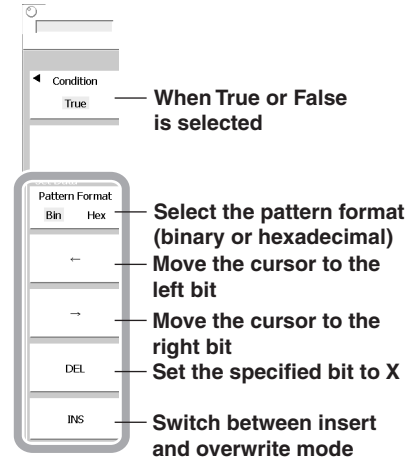 Condition
True
When True or False
is selected
Pattern Format
Bin Hex
Select the pattern format
(binary or hexadecimal)
←
Move the cursor to the
left bit
→
Move the cursor to the
right bit
DEL
Set the specified bit to X
INS
Switch between insert
and overwrite mode